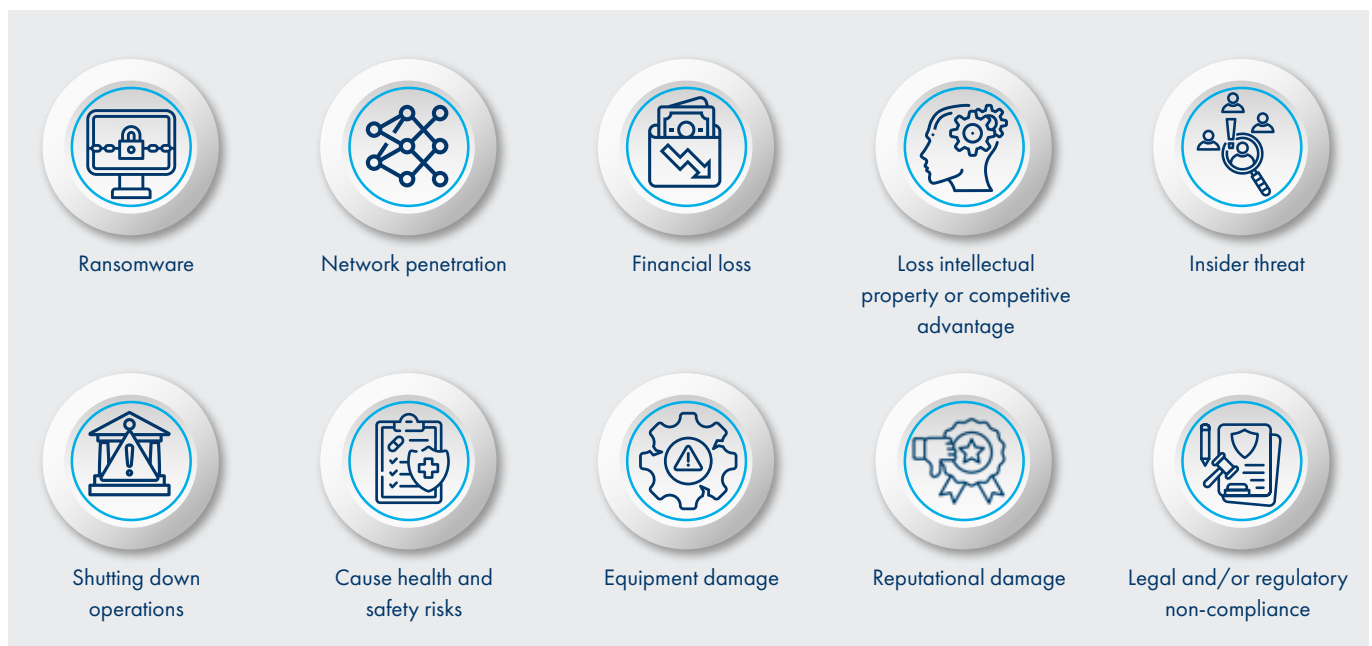 Ransomware
Network penetration
Financial loss
Loss intellectual
property or competitive
advantage
Insider threat
Shutting down
operations
Cause health and
safety risks
Equipment damage
Reputational damage
Legal and/or regulatory
non-compliance